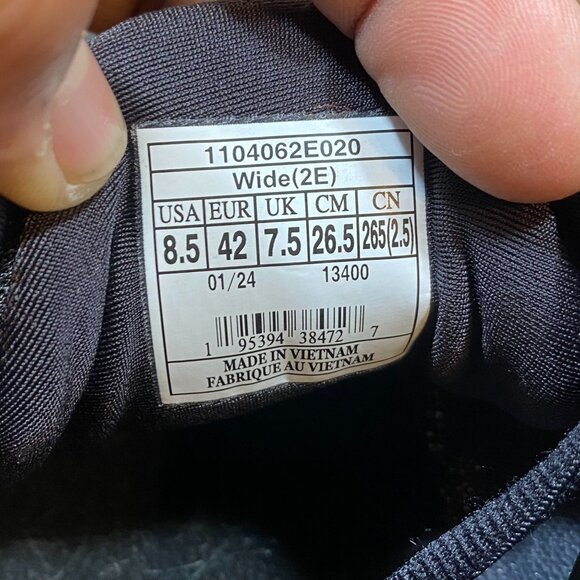 1104062E020
Wide(2E)
USA EUR UK CM CN
8.5 42 7.5 26.5 265(2.5)
01/24 13400
1 95394 38472 7
MADE IN VIETNAM
FABRIQUE AU VIETNAM